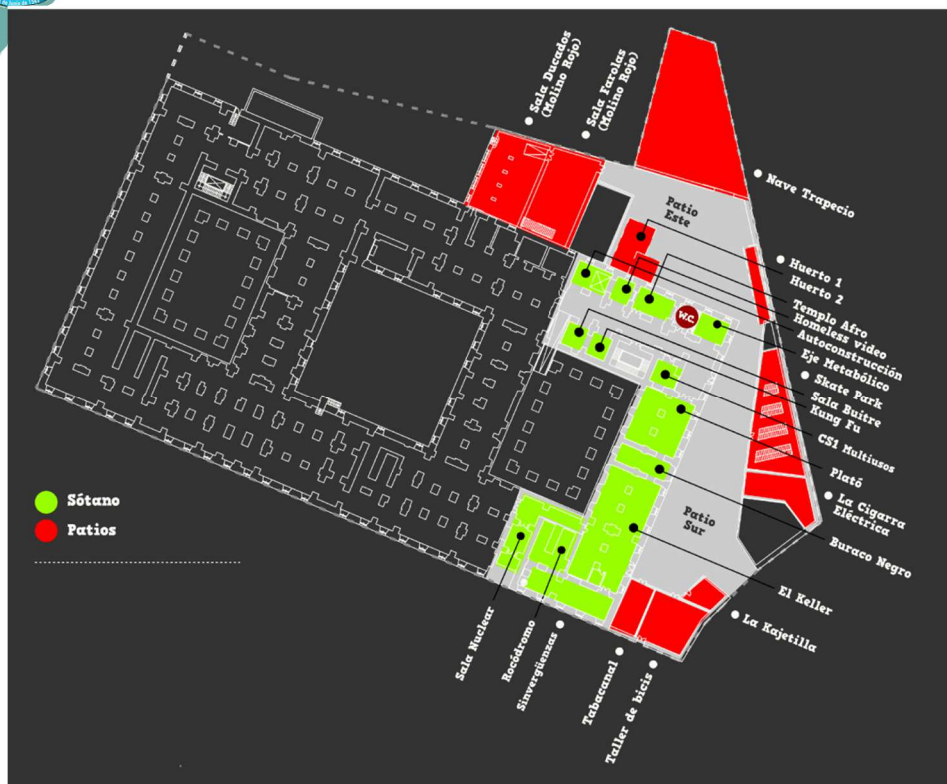 Sala Ducados
(Molino Rojo)
Sala Farolas
(Molino Rojo)
Nave Trapecio
Patio
Este
Huerto 1
Huerto 2
Templo Afro
Homeless video
Autoconstrucción
Eje Metabólico
W.C.
Skate Park
Sala Buitre
Kung Fu
CS1 Multiusos
Plató
La Cigarra
Eléctrica
Buraco Negro
Patio
Sur
El Keller
La Kajetilla
Sótano
Patios
Sala Nuclear
Rocódromo
Sinvergüenzas
Tabacanal
Taller de bicis